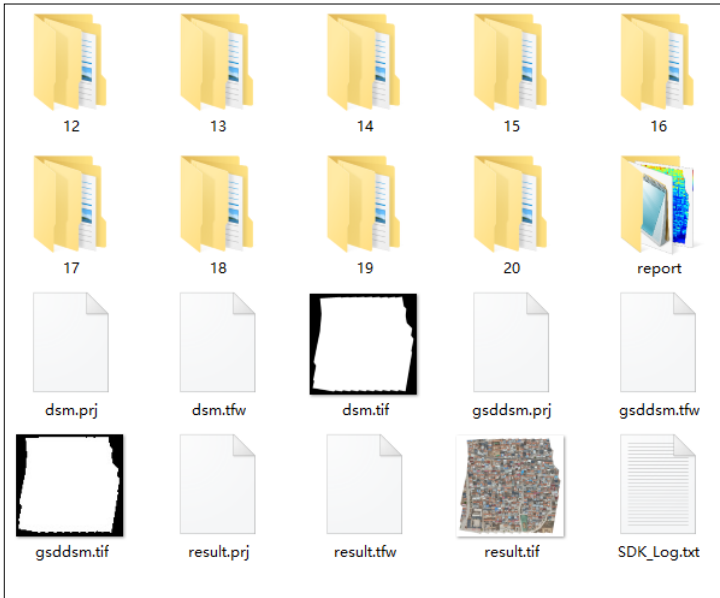 12 13 14 15 16
17 18 19 20 report
dsm.prj dsm.tfw dsm.tif gsddsm.prj gsddsm.tfw
gsddsm.tif result.prj result.tfw result.tif SDK_Log.txt